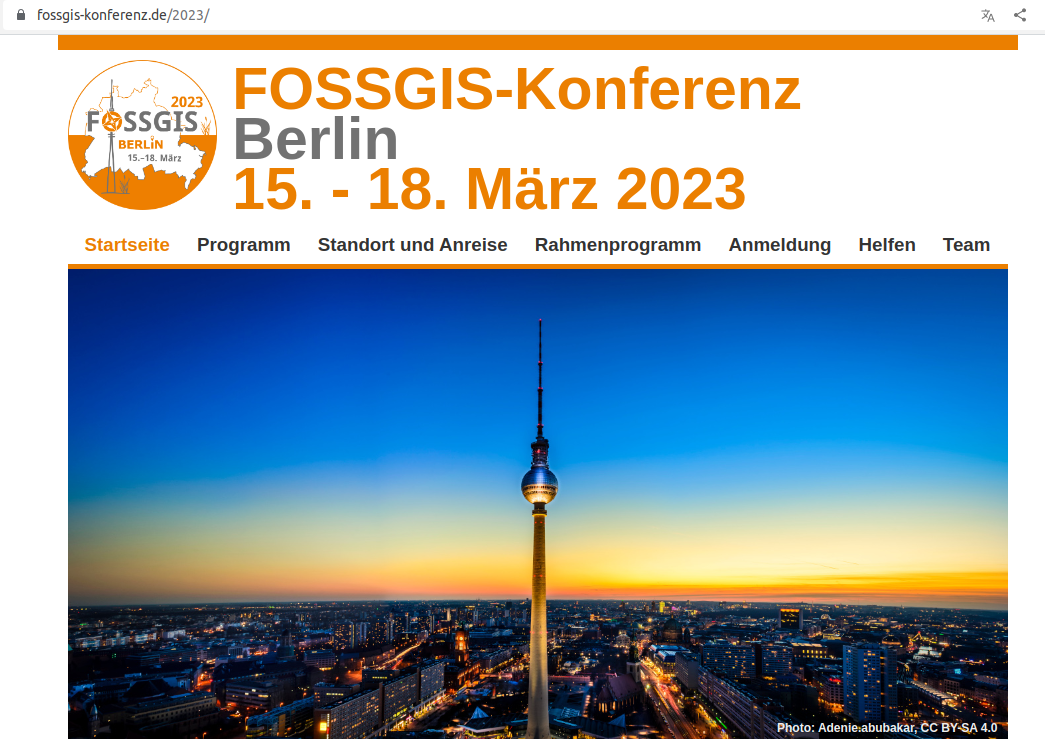 fossgis-konferenz.de/2023/
2023
FOSSGIS
BERLIN
15.-18. März
FOSSGIS-Konferenz
Berlin
15. - 18. März 2023
Startseite Programm Standort und Anreise Rahmenprogramm Anmeldung Helfen Team
Photo: Adenie.abubakar, CC BY-SA 4.0